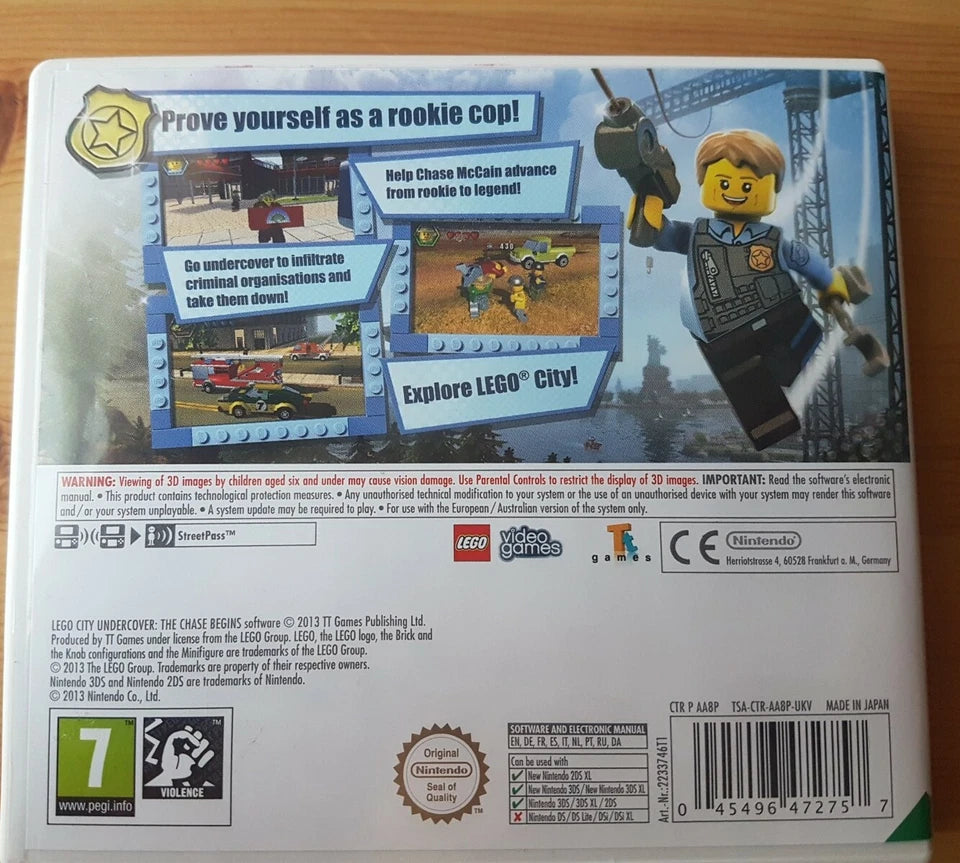 Prove yourself as a rookie cop!
Help Chase McCain advance
from rookie to legend!
430
Go undercover to infiltrate
criminal organisations and
take them down!
7
Explore LEGO® City!
WARNING: Viewing of 3D images by children aged six and under may cause vision damage. Use Parental Controls to restrict the display of 3D images. IMPORTANT: Read the software's electronic
manual. • This product contains technological protection measures. • Any unauthorised technical modification to your system or the use of an unauthorised device with your system may render this software
and/or your system unplayable. • A system update may be required to play. • For use with the European/Australian version of the system only.
StreetPass™
LEGO video games
Tt games
CE Nintendo®
Herriotstrasse 4, 60528 Frankfurt a. M., Germany
LEGO CITY UNDERCOVER: THE CHASE BEGINS software © 2013 TT Games Publishing Ltd.
Produced by TT Games under license from the LEGO Group. LEGO, the LEGO logo, the Brick and
the Knob configurations and the Minifigure are trademarks of the LEGO Group.
© 2013 The LEGO Group. Trademarks are property of their respective owners.
Nintendo 3DS and Nintendo 2DS are trademarks of Nintendo.
© 2013 Nintendo Co., Ltd.
CTR P AA8P TSA-CTR-AA8P-UKV MADE IN JAPAN
7™
www.pegi.info
™
VIOLENCE
Original
Nintendo
Seal of
Quality
™
SOFTWARE AND ELECTRONIC MANUAL
EN, DE, FR, ES, IT, NL, PT, RU, DA
Can be used with
✓ New Nintendo 2DS XL
✓ New Nintendo 3DS/New Nintendo 3DS XL
✓ Nintendo 3DS/3DS XL/2DS
✗ Nintendo DS/DS Lite/DSi/DSi XL
Art.-Nr.:2233746T1
0 45496 47275 7